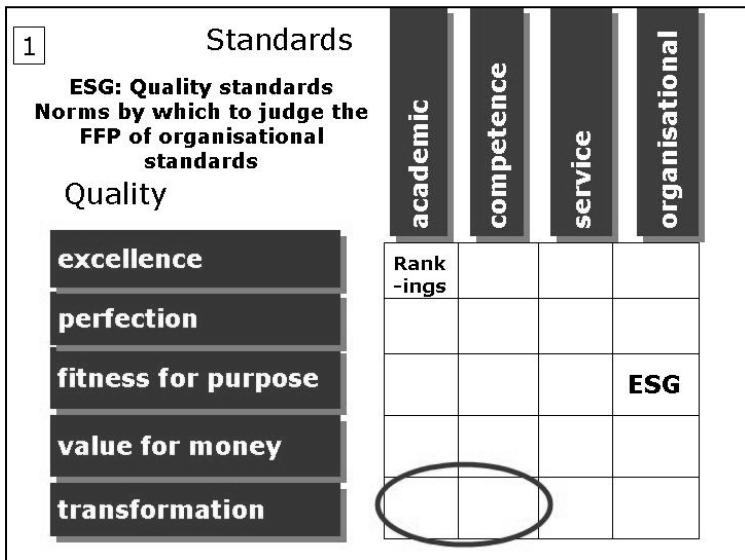 1
Standards
ESG: Quality standards
Norms by which to judge the
FFP of organisational
standards
Quality
academic
competence
service
organisational
excellence
Rank
-ings
perfection
fitness for purpose
ESG
value for money
transformation